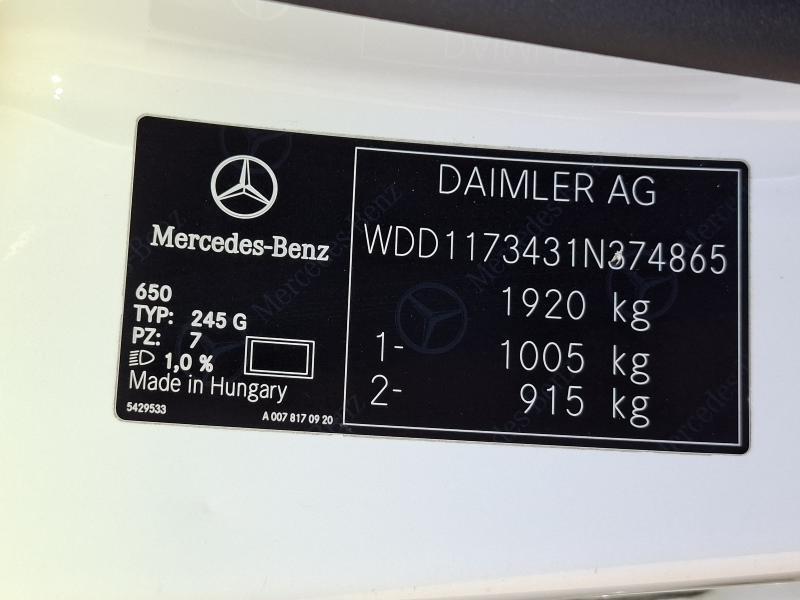 Mercedes-Benz
650
TYP: 245 G
PZ: 7
1,0 %
Made in Hungary
5429533
A 007 817 09 20
DAIMLER AG
WDD1173431N374865
1920 kg
1- 1005 kg
2- 915 kg